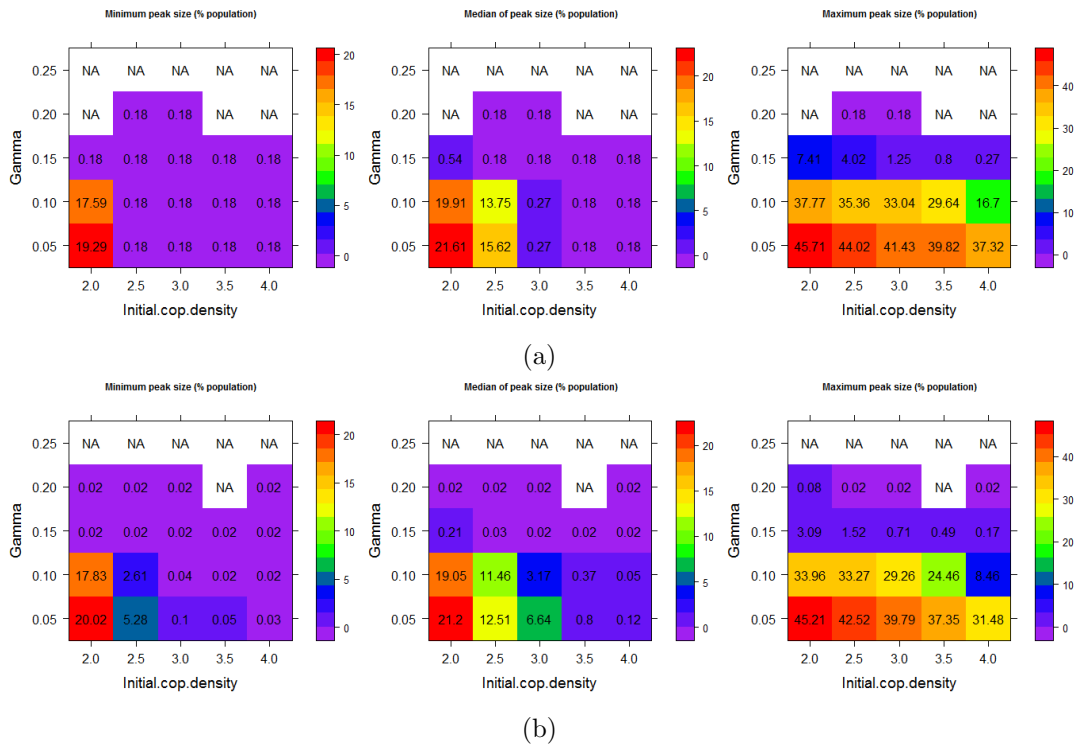 Minimum peak size (% population)
Median of peak size (% population)
Maximum peak size (% population)
Gamma
0.25 NA NA NA NA NA
0.20 NA 0.18 0.18 NA NA
0.15 0.18 0.18 0.18 0.18 0.18
0.10 17.59 0.18 0.18 0.18 0.18
0.05 19.29 0.18 0.18 0.18 0.18
2.0 2.5 3.0 3.5 4.0
Initial.cop.density
20
15
10
5
0
Gamma
0.25 NA NA NA NA NA
0.20 NA 0.18 0.18 NA NA
0.15 0.54 0.18 0.18 0.18 0.18
0.10 19.91 13.75 0.27 0.18 0.18
0.05 21.61 15.62 0.27 0.18 0.18
2.0 2.5 3.0 3.5 4.0
Initial.cop.density
20
15
10
5
0
Gamma
0.25 NA NA NA NA NA
0.20 NA 0.18 0.18 NA NA
0.15 7.41 4.02 1.25 0.8 0.27
0.10 37.77 35.36 33.04 29.64 16.7
0.05 45.71 44.02 41.43 39.82 37.32
2.0 2.5 3.0 3.5 4.0
Initial.cop.density
40
30
20
10
0
(a)
Minimum peak size (% population)
Median of peak size (% population)
Maximum peak size (% population)
Gamma
0.25 NA NA NA NA NA
0.20 0.02 0.02 0.02 NA 0.02
0.15 0.02 0.02 0.02 0.02 0.02
0.10 17.83 2.61 0.04 0.02 0.02
0.05 20.02 5.28 0.1 0.05 0.03
2.0 2.5 3.0 3.5 4.0
Initial.cop.density
20
15
10
5
0
Gamma
0.25 NA NA NA NA NA
0.20 0.02 0.02 0.02 NA 0.02
0.15 0.21 0.03 0.02 0.02 0.02
0.10 19.05 11.46 3.17 0.37 0.05
0.05 21.2 12.51 6.64 0.8 0.12
2.0 2.5 3.0 3.5 4.0
Initial.cop.density
20
15
10
5
0
Gamma
0.25 NA NA NA NA NA
0.20 0.08 0.02 0.02 NA 0.02
0.15 3.09 1.52 0.71 0.49 0.17
0.10 33.96 33.27 29.26 24.46 8.46
0.05 45.21 42.52 39.79 37.35 31.48
2.0 2.5 3.0 3.5 4.0
Initial.cop.density
40
30
20
10
0
(b)